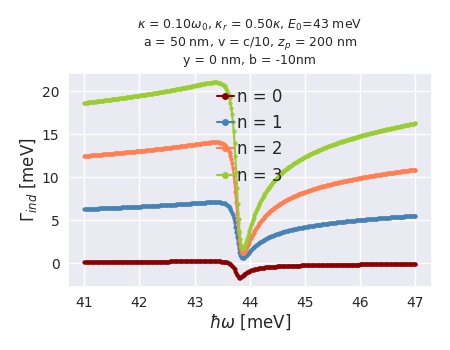 κ = 0.10ω₀, κᵣ = 0.50κ, E₀=43 meV
a = 50 nm, v = c/10, zₚ = 200 nm
y = 0 nm, b = -10nm
Γᵢₙd [meV]
20
15
10
5
0
n = 0
n = 1
n = 2
n = 3
41 42 43 44 45 46 47
ℏω [meV]